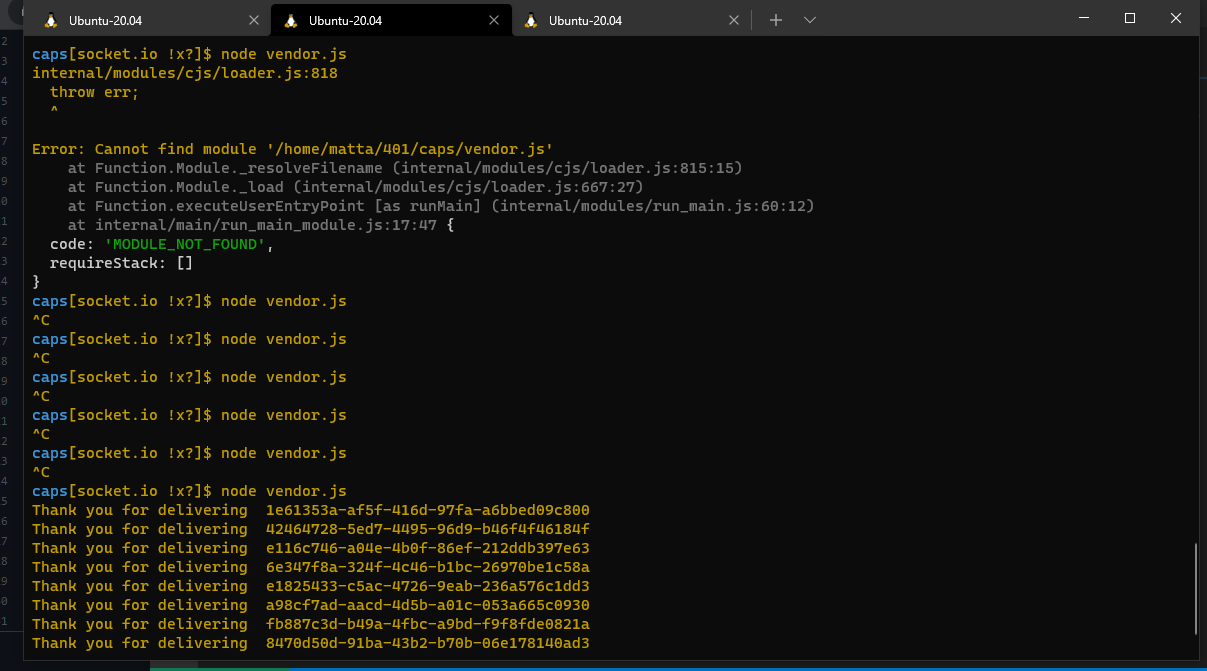 Ubuntu-20.04
Ubuntu-20.04
Ubuntu-20.04
caps[socket.io !x?]$ node vendor.js
internal/modules/cjs/loader.js:818
  throw err;
  ^
Error: Cannot find module '/home/matta/401/caps/vendor.js'
    at Function.Module._resolveFilename (internal/modules/cjs/loader.js:815:15)
    at Function.Module._load (internal/modules/cjs/loader.js:667:27)
    at Function.executeUserEntryPoint [as runMain] (internal/modules/run_main.js:60:12)
    at internal/main/run_main_module.js:17:47 {
  code: 'MODULE_NOT_FOUND',
  requireStack: []
}
caps[socket.io !x?]$ node vendor.js
^C
caps[socket.io !x?]$ node vendor.js
^C
caps[socket.io !x?]$ node vendor.js
^C
caps[socket.io !x?]$ node vendor.js
^C
caps[socket.io !x?]$ node vendor.js
^C
caps[socket.io !x?]$ node vendor.js
Thank you for delivering  1e61353a-af5f-416d-97fa-a6bbed09c800
Thank you for delivering  42464728-5ed7-4495-96d9-b46f4f46184f
Thank you for delivering  e116c746-a04e-4b0f-86ef-212ddb397e63
Thank you for delivering  6e347f8a-324f-4c46-b1bc-26970be1c58a
Thank you for delivering  e1825433-c5ac-4726-9eab-236a576c1dd3
Thank you for delivering  a98cf7ad-aacd-4d5b-a01c-053a665c0930
Thank you for delivering  fb887c3d-b49a-4fbc-a9bd-f9f8fde0821a
Thank you for delivering  8470d50d-91ba-43b2-b70b-06e178140ad3